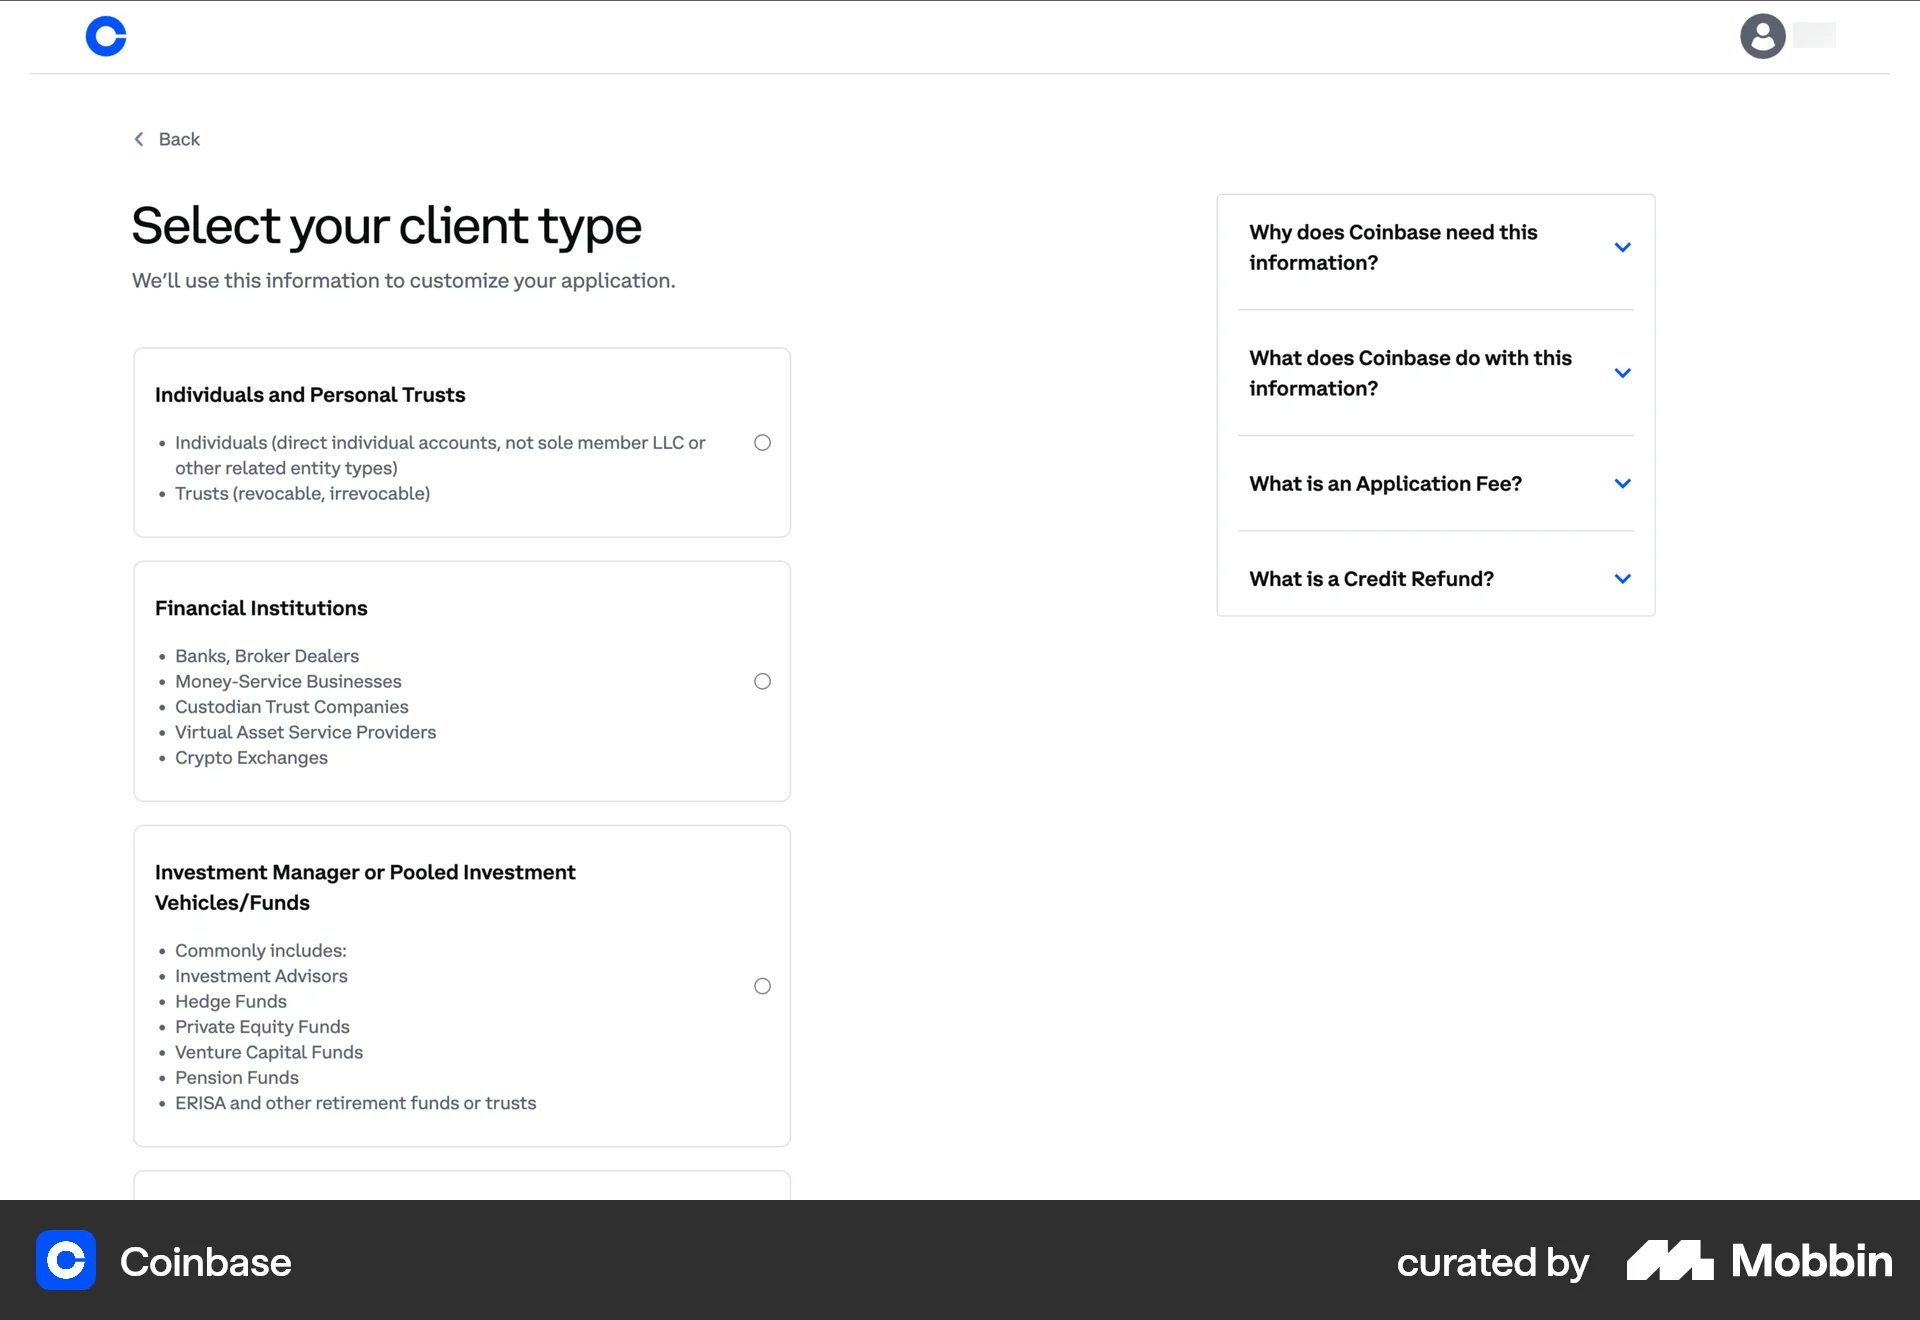 Back
Select your client type
We’ll use this information to customize your application.
Individuals and Personal Trusts
• Individuals (direct individual accounts, not sole member LLC or
other related entity types)
• Trusts (revocable, irrevocable)
Financial Institutions
• Banks, Broker Dealers
• Money-Service Businesses
• Custodian Trust Companies
• Virtual Asset Service Providers
• Crypto Exchanges
Investment Manager or Pooled Investment
Vehicles/Funds
• Commonly includes:
• Investment Advisors
• Hedge Funds
• Private Equity Funds
• Venture Capital Funds
• Pension Funds
• ERISA and other retirement funds or trusts
Why does Coinbase need this
information?
What does Coinbase do with this
information?
What is an Application Fee?
What is a Credit Refund?
Coinbase
curated by Mobbin